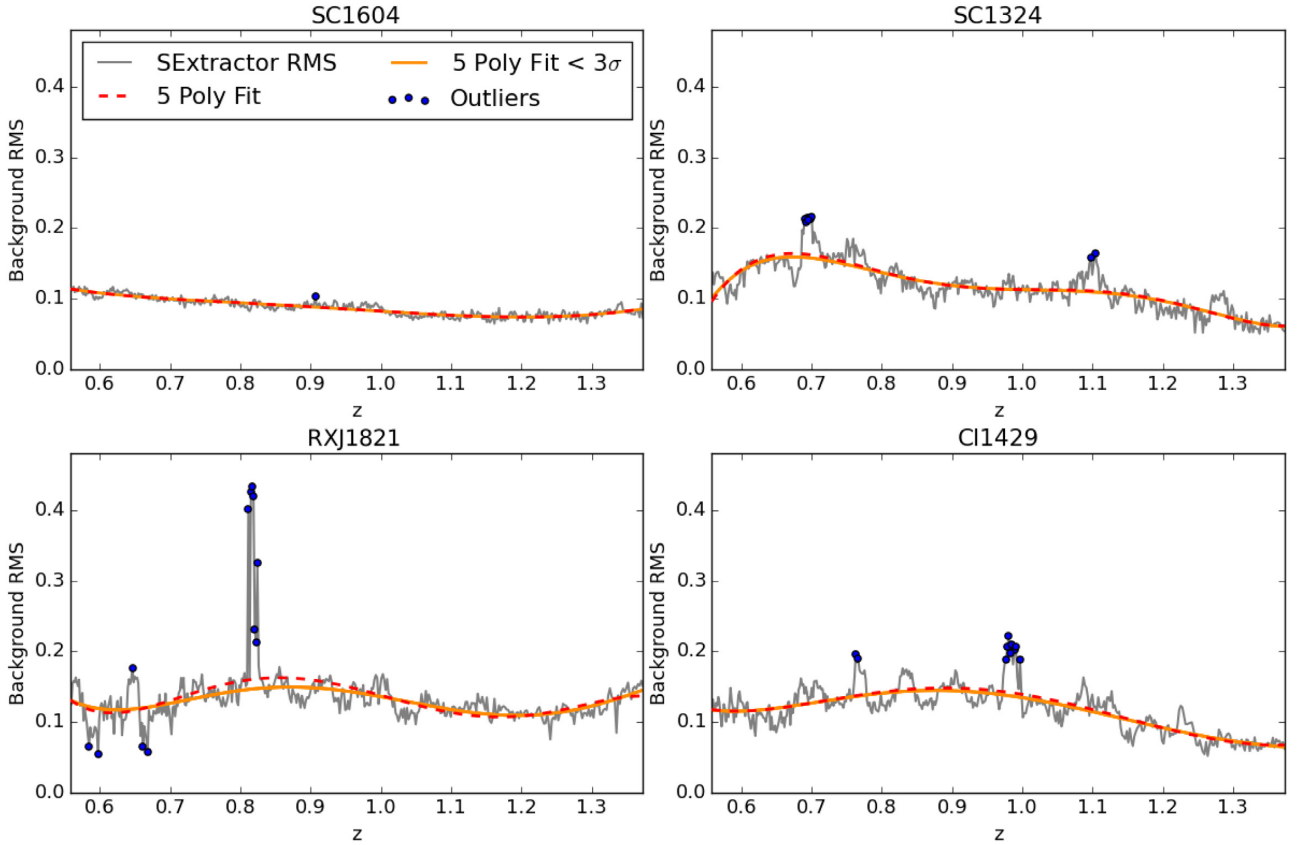 SC1604
SExtractor RMS
5 Poly Fit < 3σ
5 Poly Fit
Outliers
Background RMS
0.4
0.3
0.2
0.1
0.0
0.6 0.7 0.8 0.9 1.0 1.1 1.2 1.3
z
SC1324
Background RMS
0.4
0.3
0.2
0.1
0.0
0.6 0.7 0.8 0.9 1.0 1.1 1.2 1.3
z
RXJ1821
Background RMS
0.4
0.3
0.2
0.1
0.0
0.6 0.7 0.8 0.9 1.0 1.1 1.2 1.3
z
Cl1429
Background RMS
0.4
0.3
0.2
0.1
0.0
0.6 0.7 0.8 0.9 1.0 1.1 1.2 1.3
z